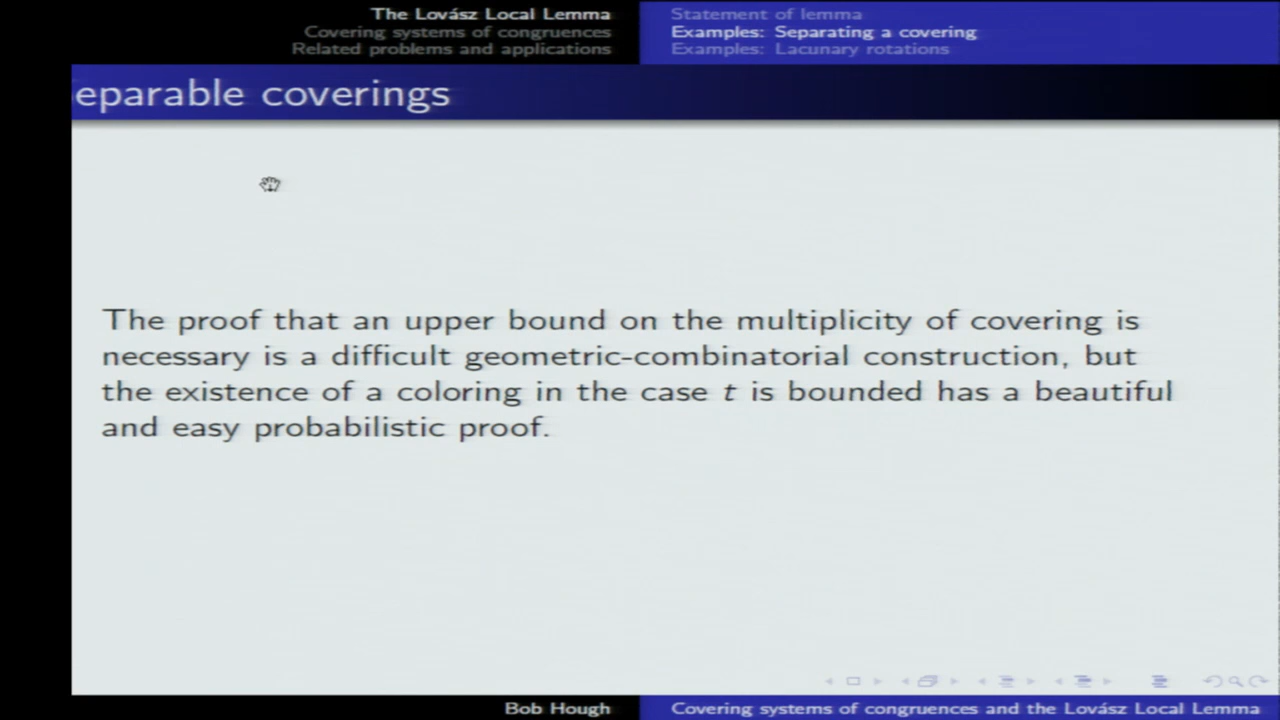 The Lovász Local Lemma
Covering systems of congruences
Related problems and applications
Statement of lemma
Examples: Separating a covering
Examples: Lacunary rotations
eparable coverings
The proof that an upper bound on the multiplicity of covering is
necessary is a difficult geometric-combinatorial construction, but
the existence of a coloring in the case t is bounded has a beautiful
and easy probabilistic proof.
Bob Hough
Covering systems of congruences and the Lovász Local Lemma